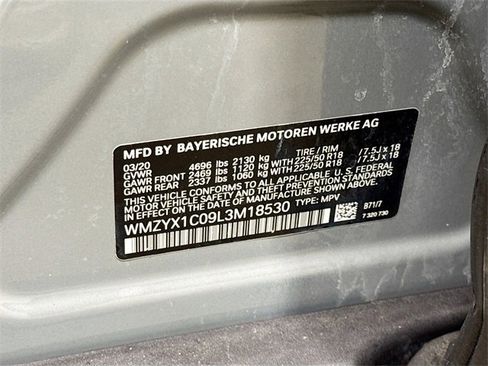 MFD BY BAYERISCHE MOTOREN WERKE AG
03/20 TIRE / RIM
GVWR 4696 lbs 2130 kg
GAWR FRONT 2469 lbs 1120 kg WITH 225/50 R18 / 7.5J x 18
GAWR REAR 2337 lbs 1060 kg WITH 225/50 R18 / 7.5J x 18
THIS VEHICLE CONFORMS TO ALL APPLICABLE U.S. FEDERAL
MOTOR VEHICLE SAFETY, BUMPER, AND THEFT PREVENTION
STANDARDS IN EFFECT ON THE DATE OF MANUFACTURE SHOWN ABOVE.
WMZYX1C09L3M18530 TYPE: MPV B71/7
7 320 730